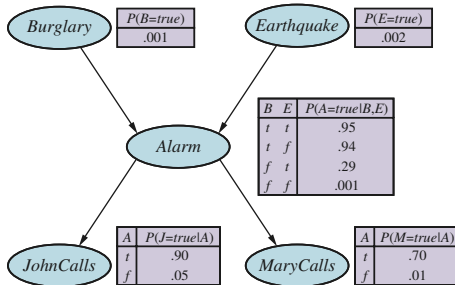 Burglary
P(B=true)
.001
Earthquake
P(E=true)
.002
Alarm
B E P(A=true|B,E)
t t .95
t f .94
f t .29
f f .001
JohnCalls
A P(J=true|A)
t .90
f .05
MaryCalls
A P(M=true|A)
t .70
f .01